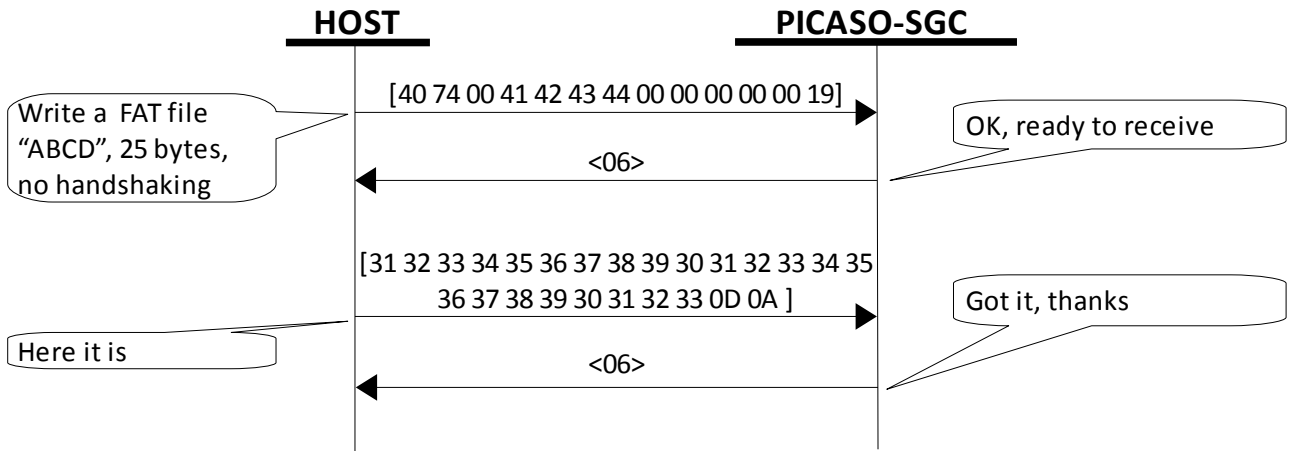 HOST
PICASO-SGC
[40 74 00 41 42 43 44 00 00 00 00 00 19]
Write a FAT file
“ABCD”, 25 bytes,
no handshaking
OK, ready to receive
<06>
[31 32 33 34 35 36 37 38 39 30 31 32 33 34 35
36 37 38 39 30 31 32 33 0D 0A ]
Got it, thanks
Here it is
<06>